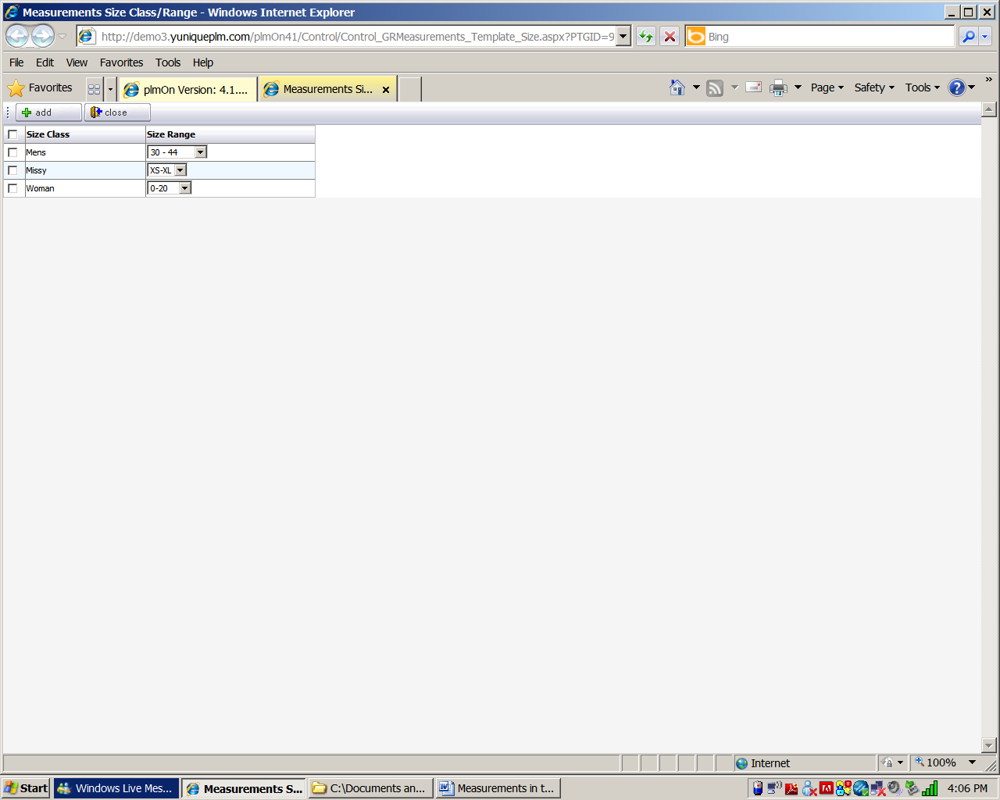 Measurements Size Class/Range - Windows Internet Explorer
http://demo3.yuniqueplm.com/plmOn41/Control/Control_GRMeasurements_Template_Size.aspx?PTGID=9
Bing
File Edit View Favorites Tools Help
Favorites
plmOn Version: 4.1....
Measurements Si...
Page Safety Tools
add close
Size Class Size Range
Mens 30 - 44
Missy XS-XL
Woman 0-20
Internet
100%
Start
Windows Live Mes...
Measurements S...
C:\Documents an...
Measurements in t...
4:06 PM